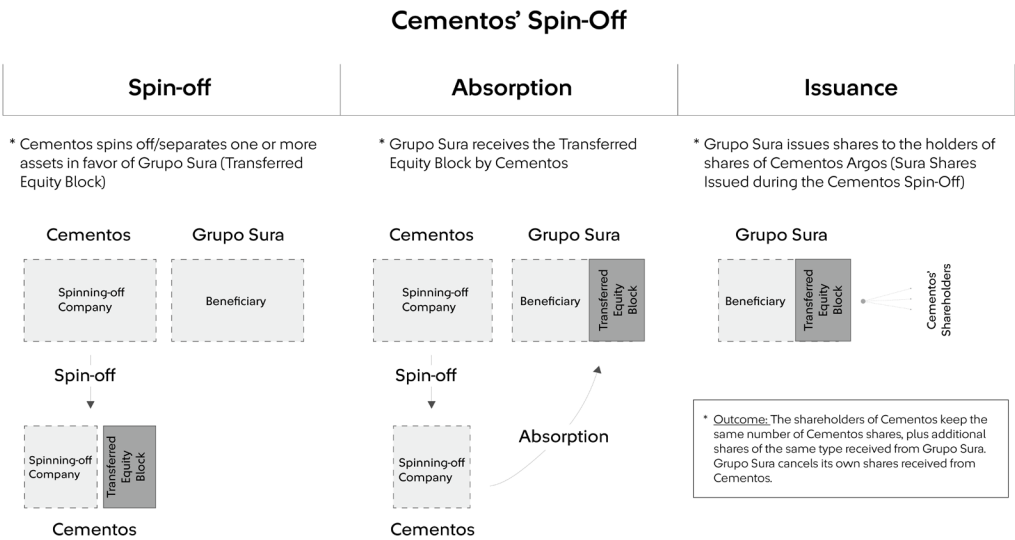 Cementos’ Spin-Off
Spin-off
* Cementos spins off/separates one or more
assets in favor of Grupo Sura (Transferred
Equity Block)
Cementos
Grupo Sura
Spinning-off
Company
Beneficiary
Spin-off
Spinning-off
Company
Transferred
Equity
Block
Cementos
Absorption
* Grupo Sura receives the Transferred
Equity Block by Cementos
Cementos
Grupo Sura
Spinning-off
Company
Beneficiary
Transferred
Equity
Block
Spin-off
Absorption
Spinning-off
Company
Cementos
Issuance
* Grupo Sura issues shares to the holders of
shares of Cementos Argos (Sura Shares
Issued during the Cementos Spin-Off)
Grupo Sura
Beneficiary
Transferred
Equity
Block
Cementos’
Shareholders
* Outcome: The shareholders of Cementos keep the
same number of Cementos shares, plus additional
shares of the same type received from Grupo Sura.
Grupo Sura cancels its own shares received from
Cementos.